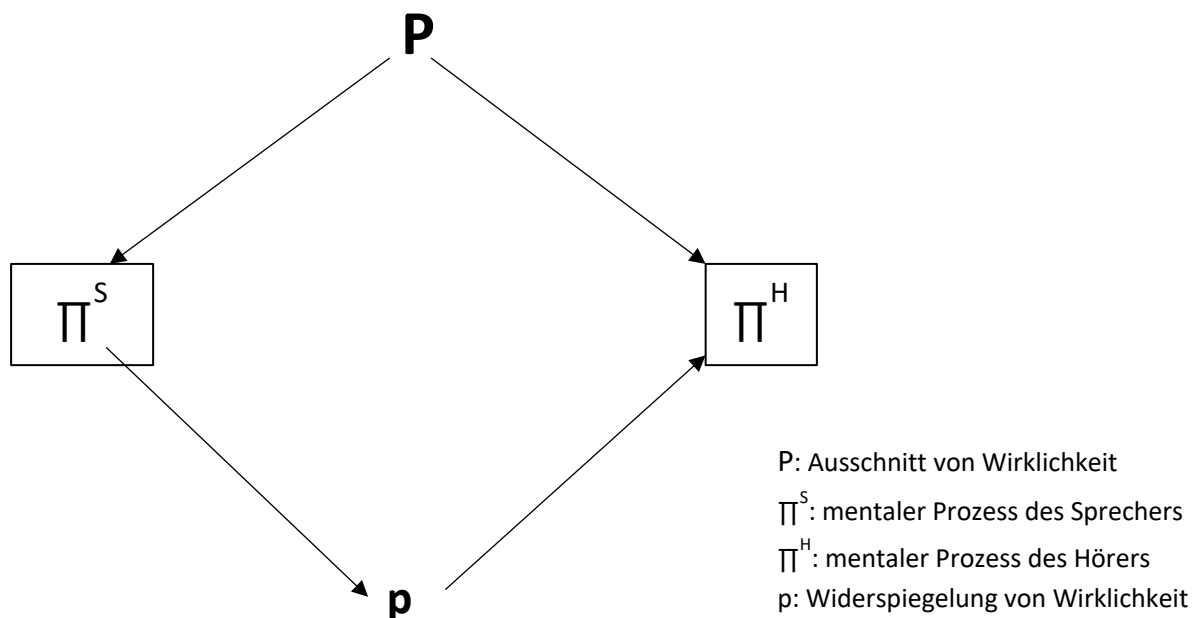 P
∏ˢ
∏ᴴ
p
P: Ausschnitt von Wirklichkeit
∏ˢ: mentaler Prozess des Sprechers
∏ᴴ: mentaler Prozess des Hörers
p: Widerspiegelung von Wirklichkeit